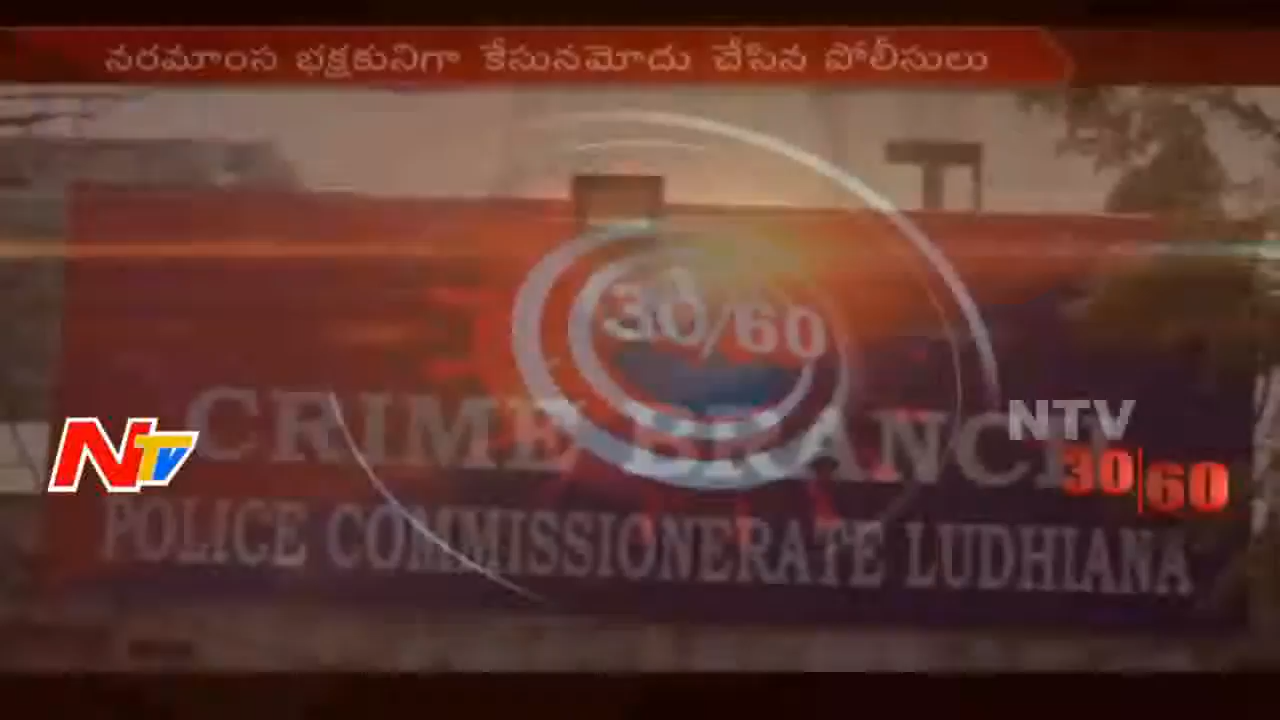 నరమాంస భక్షకునిగా కేసునమోదు చేసిన పోలీసులు
30/60
CRIME BRANCH
NTV
NTV
30|60
POLICE COMMISSIONERATE LUDHIANA